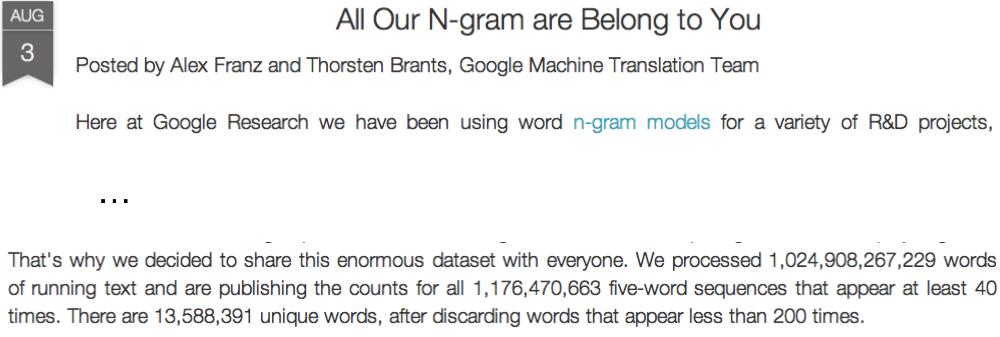 AUG
3
All Our N-gram are Belong to You
Posted by Alex Franz and Thorsten Brants, Google Machine Translation Team
Here at Google Research we have been using word n-gram models for a variety of R&D projects,
...
That's why we decided to share this enormous dataset with everyone. We processed 1,024,908,267,229 words
of running text and are publishing the counts for all 1,176,470,663 five-word sequences that appear at least 40
times. There are 13,588,391 unique words, after discarding words that appear less than 200 times.